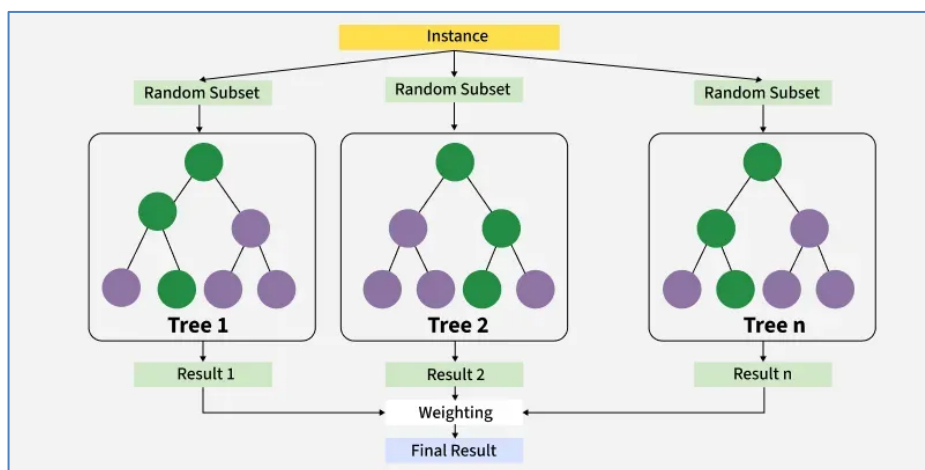 Instance
Random Subset
Random Subset
Random Subset
Tree 1
Tree 2
Tree n
Result 1
Result 2
Result n
Weighting
Final Result